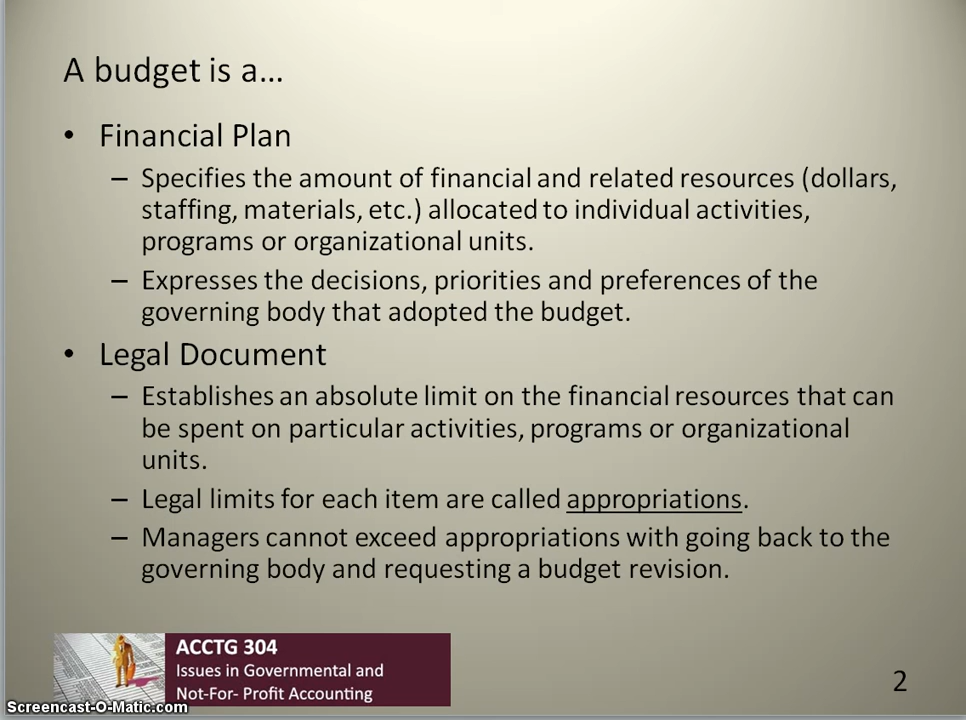 A budget is a…
• Financial Plan
– Specifies the amount of financial and related resources (dollars,
staffing, materials, etc.) allocated to individual activities,
programs or organizational units.
– Expresses the decisions, priorities and preferences of the
governing body that adopted the budget.
• Legal Document
– Establishes an absolute limit on the financial resources that can
be spent on particular activities, programs or organizational
units.
– Legal limits for each item are called appropriations.
– Managers cannot exceed appropriations with going back to the
governing body and requesting a budget revision.
ACCTG 304
Issues in Governmental and
Not-For- Profit Accounting
2
Screencast-O-Matic.com